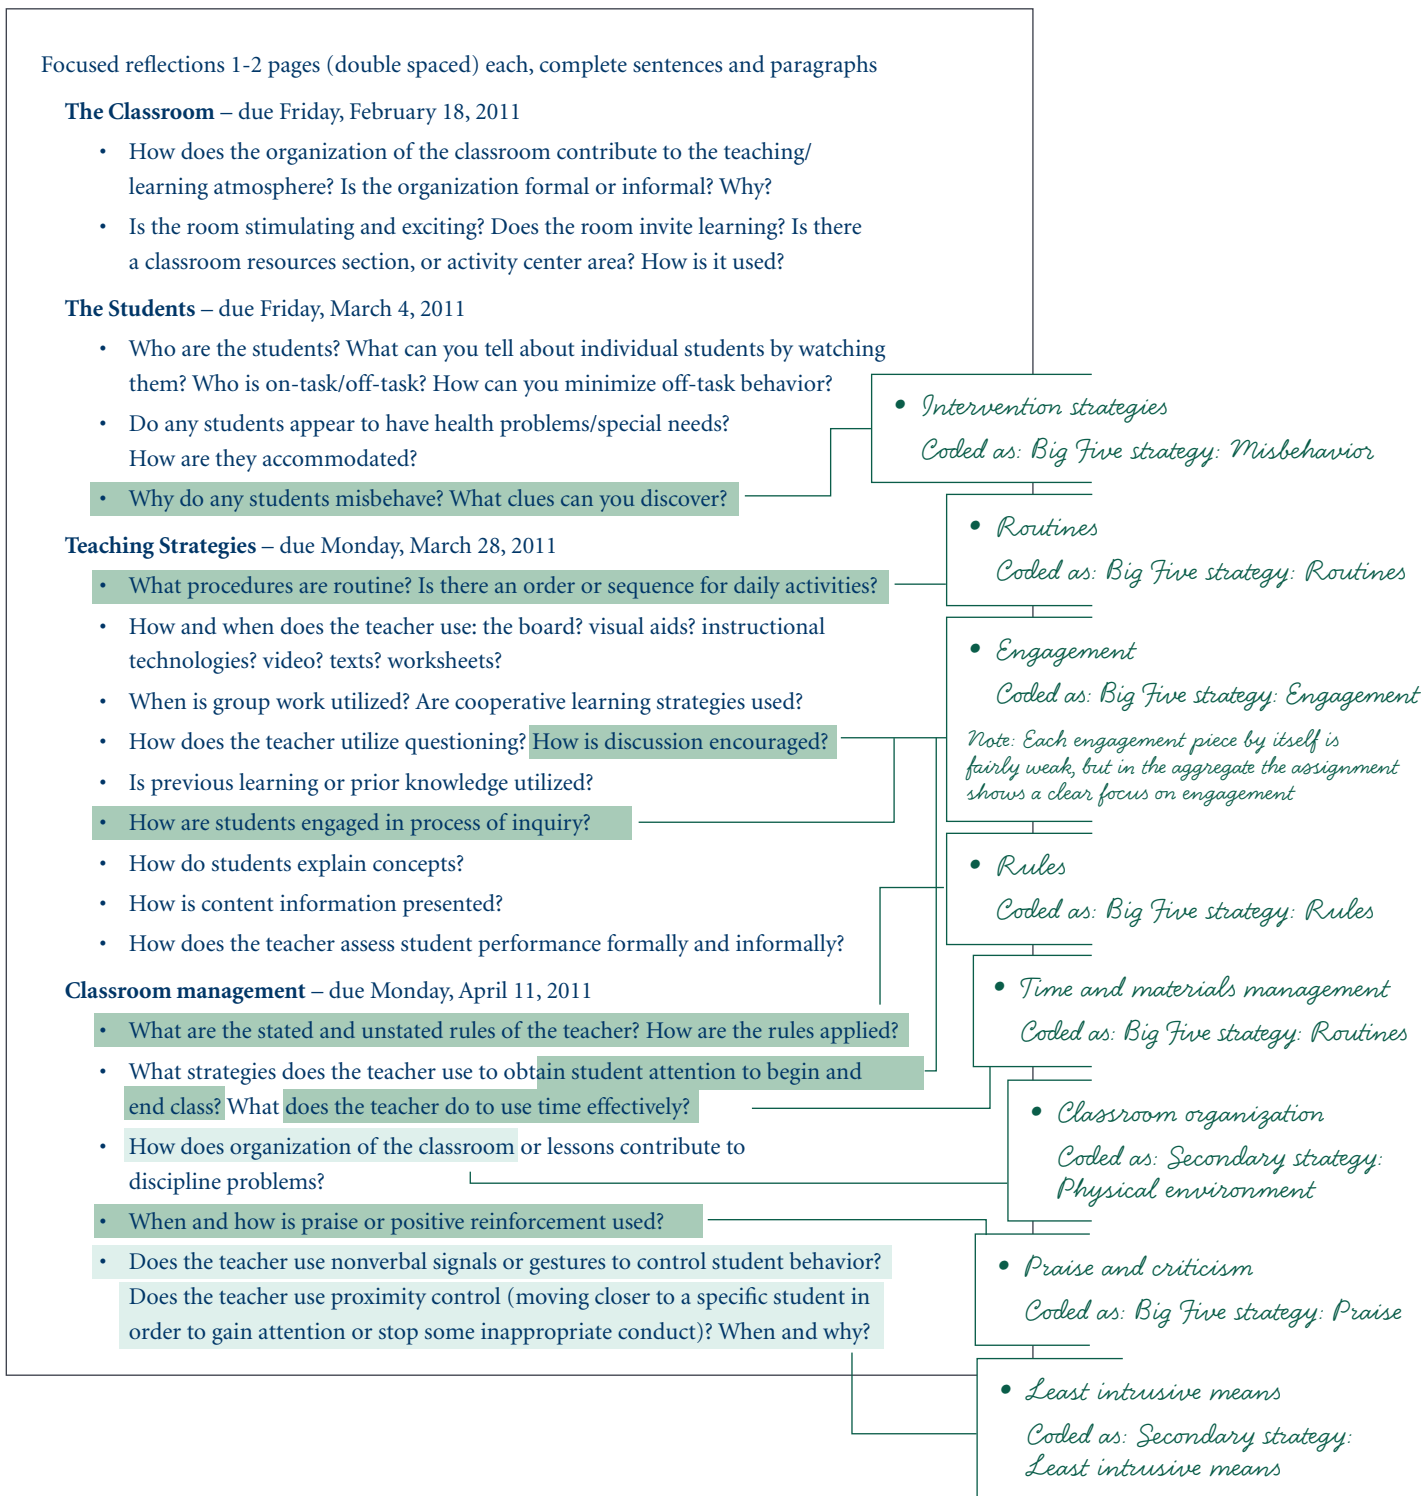 Focused reflections 1-2 pages (double spaced) each, complete sentences and paragraphs
The Classroom – due Friday, February 18, 2011
• How does the organization of the classroom contribute to the teaching/
learning atmosphere? Is the organization formal or informal? Why?
• Is the room stimulating and exciting? Does the room invite learning? Is there
a classroom resources section, or activity center area? How is it used?
The Students – due Friday, March 4, 2011
• Who are the students? What can you tell about individual students by watching
them? Who is on-task/off-task? How can you minimize off-task behavior?
• Do any students appear to have health problems/special needs?
How are they accommodated?
• Why do any students misbehave? What clues can you discover?
Teaching Strategies – due Monday, March 28, 2011
• What procedures are routine? Is there an order or sequence for daily activities?
• How and when does the teacher use: the board? visual aids? instructional
technologies? video? texts? worksheets?
• When is group work utilized? Are cooperative learning strategies used?
• How does the teacher utilize questioning? How is discussion encouraged?
• Is previous learning or prior knowledge utilized?
• How are students engaged in process of inquiry?
• How do students explain concepts?
• How is content information presented?
• How does the teacher assess student performance formally and informally?
Classroom management – due Monday, April 11, 2011
• What are the stated and unstated rules of the teacher? How are the rules applied?
• What strategies does the teacher use to obtain student attention to begin and
end class? What does the teacher do to use time effectively?
• How does organization of the classroom or lessons contribute to
discipline problems?
• When and how is praise or positive reinforcement used?
• Does the teacher use nonverbal signals or gestures to control student behavior?
Does the teacher use proximity control (moving closer to a specific student in
order to gain attention or stop some inappropriate conduct)? When and why?
• Intervention strategies
Coded as: Big Five strategy: Misbehavior
• Routines
Coded as: Big Five strategy: Routines
• Engagement
Coded as: Big Five strategy: Engagement
Note: Each engagement piece by itself is
fairly weak, but in the aggregate the assignment
shows a clear focus on engagement
• Rules
Coded as: Big Five strategy: Rules
• Time and materials management
Coded as: Big Five strategy: Routines
• Classroom organization
Coded as: Secondary strategy:
Physical environment
• Praise and criticism
Coded as: Big Five strategy: Praise
• Least intrusive means
Coded as: Secondary strategy:
Least intrusive means